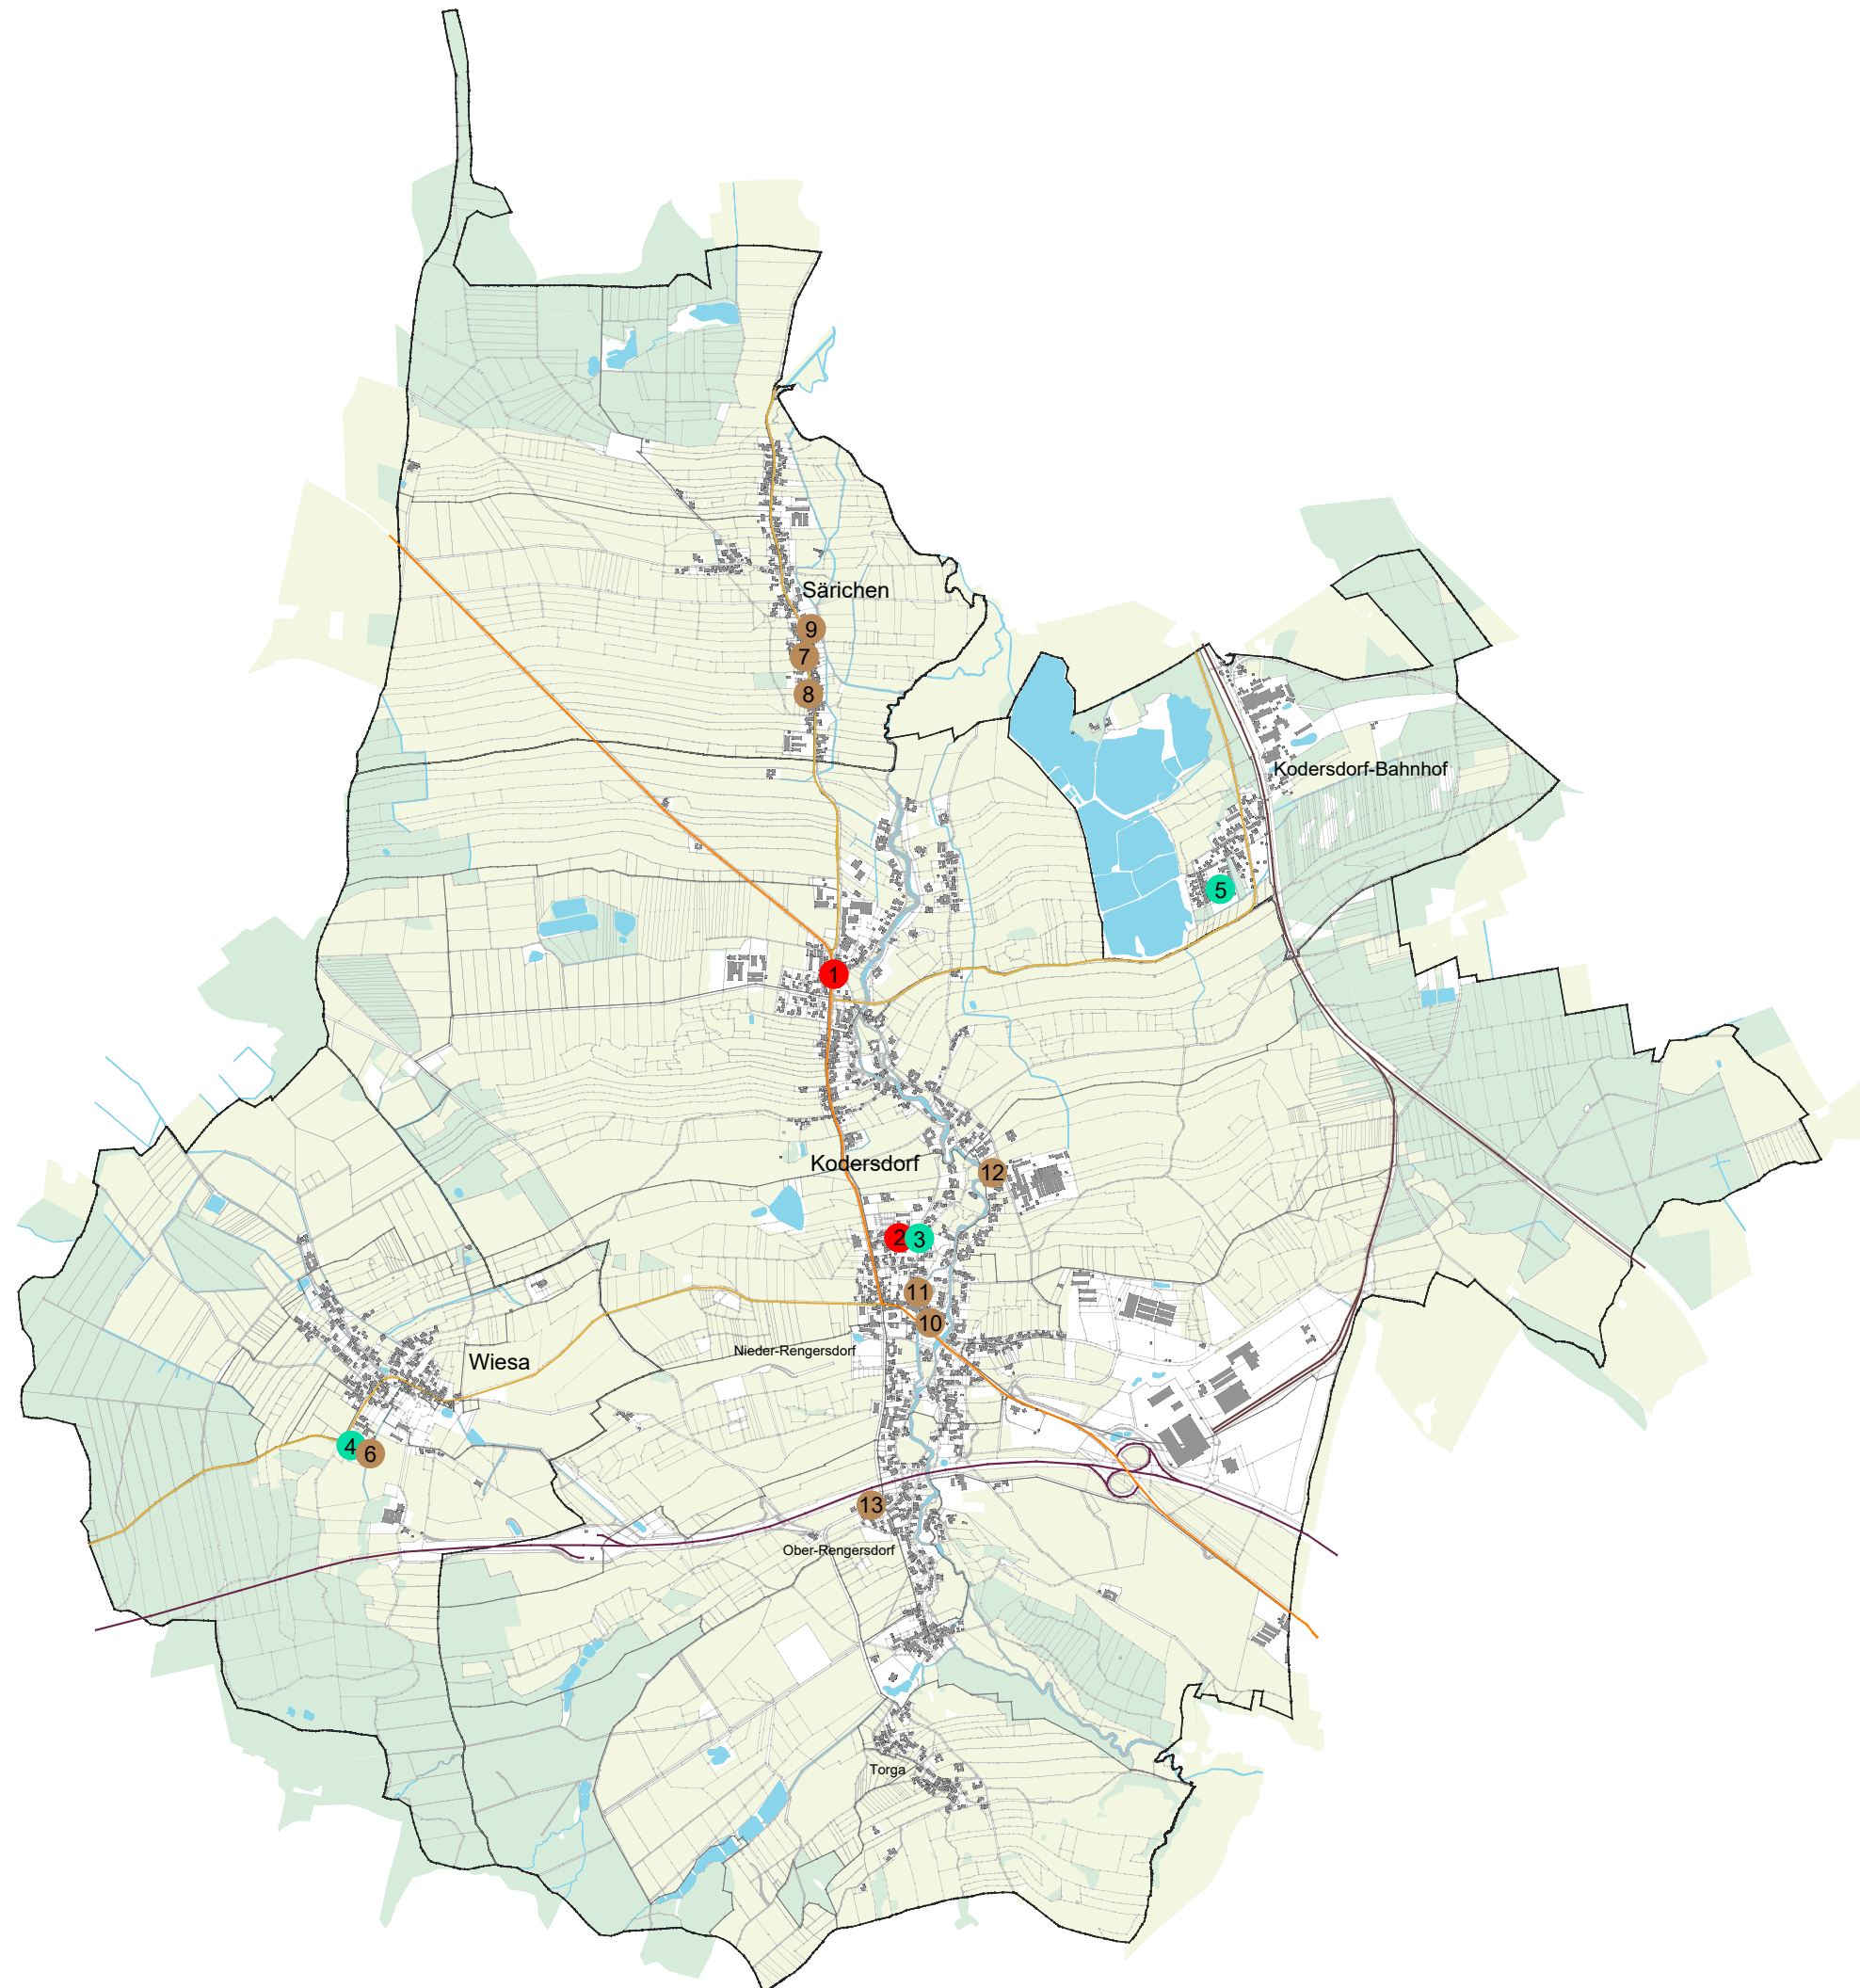 Särichen
9
7
8
Kodersdorf-Bahnhof
5
1
Kodersdorf
12
2
3
11
10
Nieder-Rengersdorf
Wiesa
4
6
13
Ober-Rengersdorf
Torga